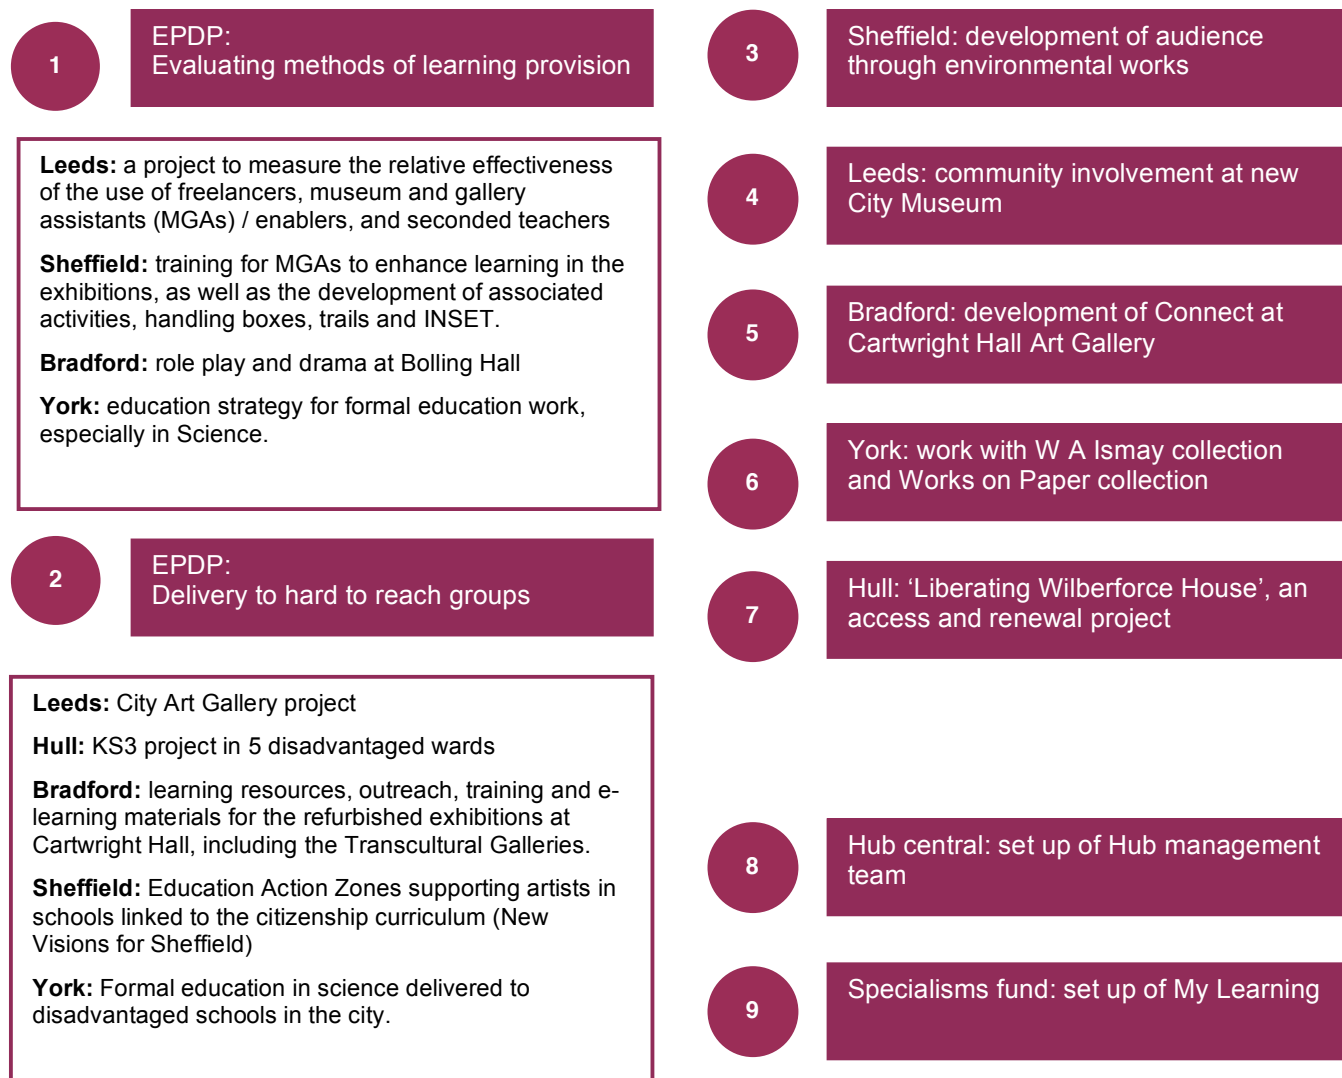 1
EPDP:
Evaluating methods of learning provision
Leeds: a project to measure the relative effectiveness
of the use of freelancers, museum and gallery
assistants (MGAs) / enablers, and seconded teachers
Sheffield: training for MGAs to enhance learning in the
exhibitions, as well as the development of associated
activities, handling boxes, trails and INSET.
Bradford: role play and drama at Bolling Hall
York: education strategy for formal education work,
especially in Science.
2
EPDP:
Delivery to hard to reach groups
Leeds: City Art Gallery project
Hull: KS3 project in 5 disadvantaged wards
Bradford: learning resources, outreach, training and e-
learning materials for the refurbished exhibitions at
Cartwright Hall, including the Transcultural Galleries.
Sheffield: Education Action Zones supporting artists in
schools linked to the citizenship curriculum (New
Visions for Sheffield)
York: Formal education in science delivered to
disadvantaged schools in the city.
3
Sheffield: development of audience
through environmental works
4
Leeds: community involvement at new
City Museum
5
Bradford: development of Connect at
Cartwright Hall Art Gallery
6
York: work with W A Ismay collection
and Works on Paper collection
7
Hull: ‘Liberating Wilberforce House’, an
access and renewal project
8
Hub central: set up of Hub management
team
9
Specialisms fund: set up of My Learning